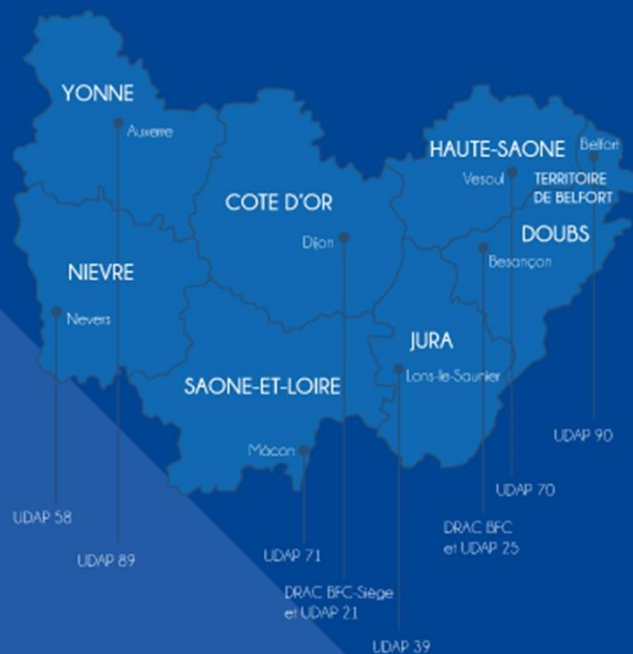 YONNE
Auxerre
HAUTE-SAONE
Belfort
Vesoul
TERRITOIRE
DE BELFORT
COTE D'OR
DOUBS
Dijon
Besançon
NIEVRE
Nevers
JURA
Lons-le-Saunier
SAONE-ET-LOIRE
Mâcon
UDAP 90
UDAP 70
UDAP 58
DRAC BFC
et UDAP 25
UDAP 89
UDAP 71
DRAC BFC-Siège
et UDAP 21
UDAP 39